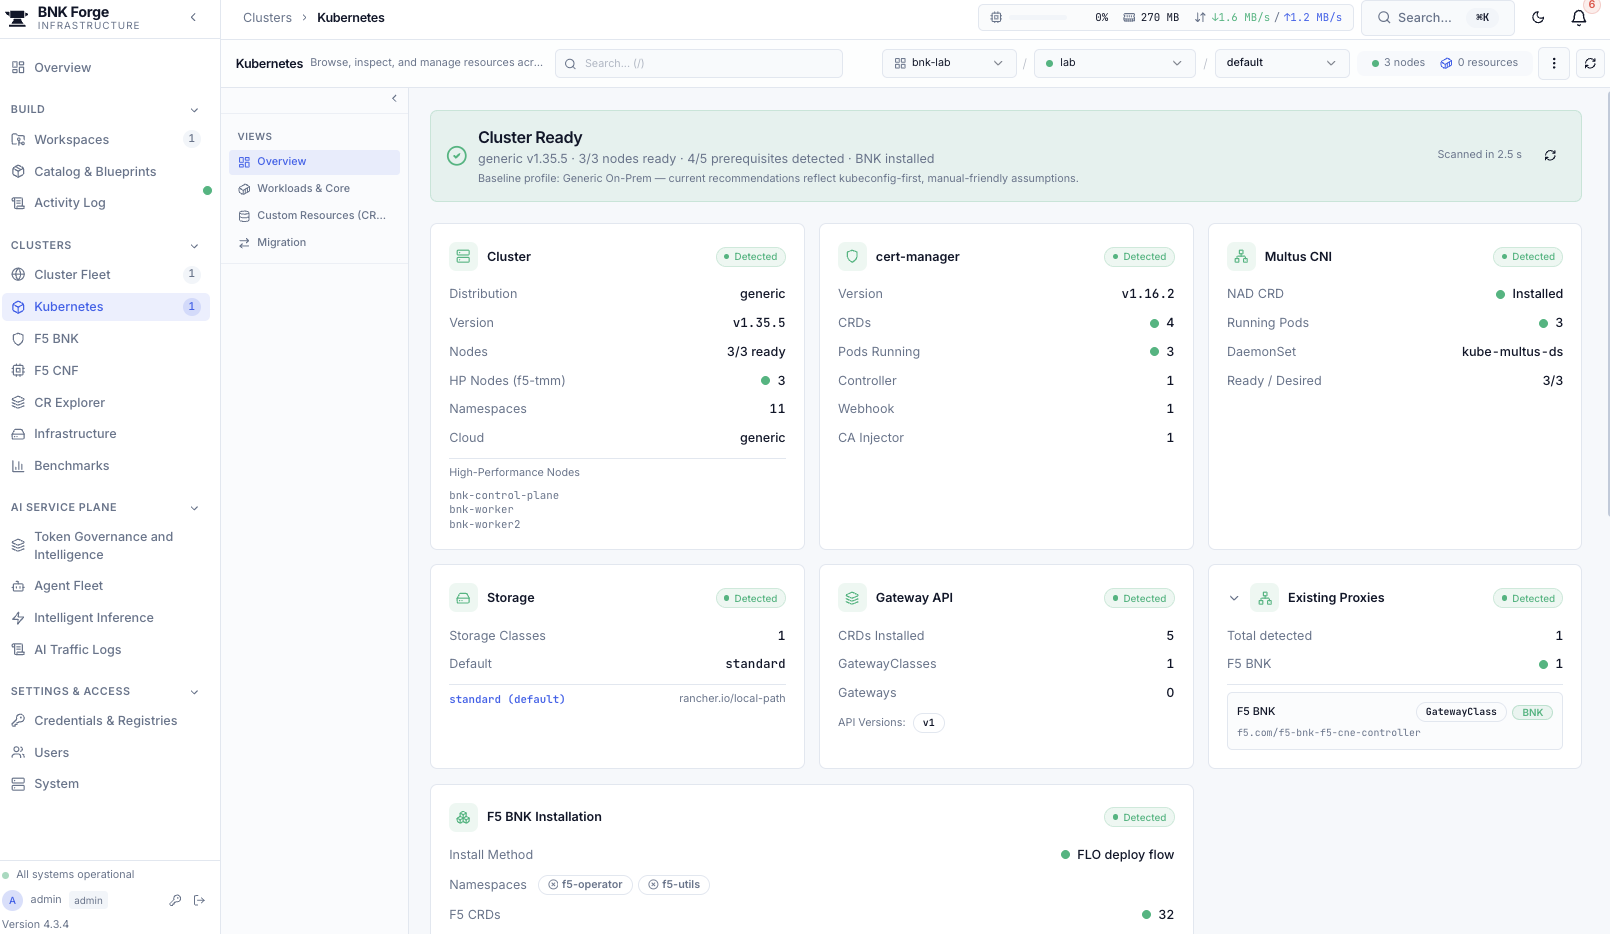 BNK Forge
INFRASTRUCTURE
Overview
BUILD
Workspaces 1
Catalog & Blueprints
Activity Log
CLUSTERS
Cluster Fleet 1
Kubernetes 1
F5 BNK
F5 CNF
CR Explorer
Infrastructure
Benchmarks
AI SERVICE PLANE
Token Governance and
Intelligence
Agent Fleet
Intelligent Inference
AI Traffic Logs
SETTINGS & ACCESS
Credentials & Registries
Users
System
All systems operational
A admin admin
Version 4.3.4
Clusters > Kubernetes
0% 270 MB ↓1.6 MB/s / ↑1.2 MB/s
Search... ⌘K
6
Kubernetes Browse, inspect, and manage resources acr...
Search... (/)
bnk-lab / lab / default
3 nodes 0 resources
VIEWS
Overview
Workloads & Core
Custom Resources (CR...
Migration
Cluster Ready
generic v1.35.5 · 3/3 nodes ready · 4/5 prerequisites detected · BNK installed
Baseline profile: Generic On-Prem — current recommendations reflect kubeconfig-first, manual-friendly assumptions.
Scanned in 2.5 s
Cluster Detected
Distribution generic
Version v1.35.5
Nodes 3/3 ready
HP Nodes (f5-tmm) 3
Namespaces 11
Cloud generic
High-Performance Nodes
bnk-control-plane
bnk-worker
bnk-worker2
cert-manager Detected
Version v1.16.2
CRDs 4
Pods Running 3
Controller 1
Webhook 1
CA Injector 1
Multus CNI Detected
NAD CRD Installed
Running Pods 3
DaemonSet kube-multus-ds
Ready / Desired 3/3
Storage Detected
Storage Classes 1
Default standard
standard (default) rancher.io/local-path
Gateway API Detected
CRDs Installed 5
GatewayClasses 1
Gateways 0
API Versions: v1
Existing Proxies Detected
Total detected 1
F5 BNK 1
F5 BNK GatewayClass BNK
f5.com/f5-bnk-f5-cne-controller
F5 BNK Installation Detected
Install Method FLO deploy flow
Namespaces f5-operator f5-utils
F5 CRDs 32